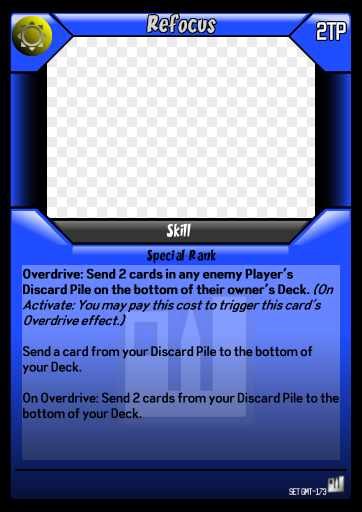 Refocus
2TP
Skill
Special Rank
Overdrive: Send 2 cards in any enemy Player's
Discard Pile on the bottom of their owner's Deck. (On
Activate: You may pay this cost to trigger this card's
Overdrive effect.)
Send a card from your Discard Pile to the bottom of
your Deck.
On Overdrive: Send 2 cards from your Discard Pile to the
bottom of your Deck.
SET GMT-173